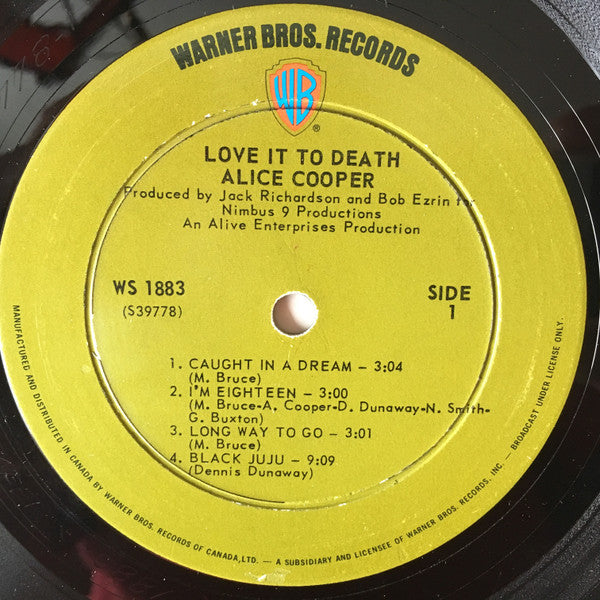 WARNER BROS. RECORDS
WB
®
LOVE IT TO DEATH
ALICE COOPER
Produced by Jack Richardson and Bob Ezrin for
Nimbus 9 Productions
An Alive Enterprises Production
WS 1883
(S39778)
SIDE
1
1. CAUGHT IN A DREAM – 3:04
(M. Bruce)
2. I'M EIGHTEEN – 3:00
(M. Bruce-A. Cooper-D. Dunaway-N. Smith-
G. Buxton)
3. LONG WAY TO GO – 3:01
(M. Bruce)
4. BLACK JUJU – 9:09
(Dennis Dunaway)
MANUFACTURED AND DISTRIBUTED IN CANADA BY WARNER BROS. RECORDS OF CANADA, LTD. — A SUBSIDIARY AND LICENSEE OF WARNER BROS. RECORDS, INC. — BROADCAST UNDER LICENSE ONLY.